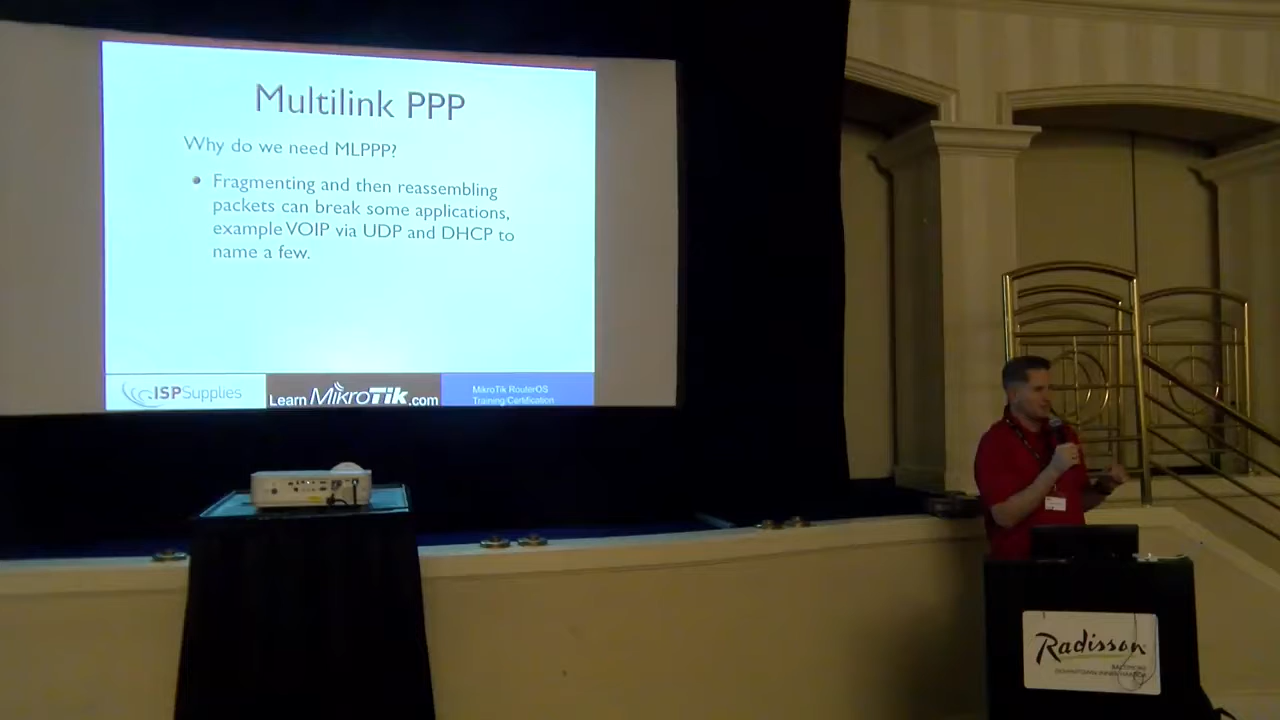 Multilink PPP
Why do we need MLPPP?
Fragmenting and then reassembling
packets can break some applications,
example VOIP via UDP and DHCP to
name a few.
ISPSupplies
Learn MikroTik.com
MikroTik RouterOS
Training/Certification
Radisson
BALTIMORE